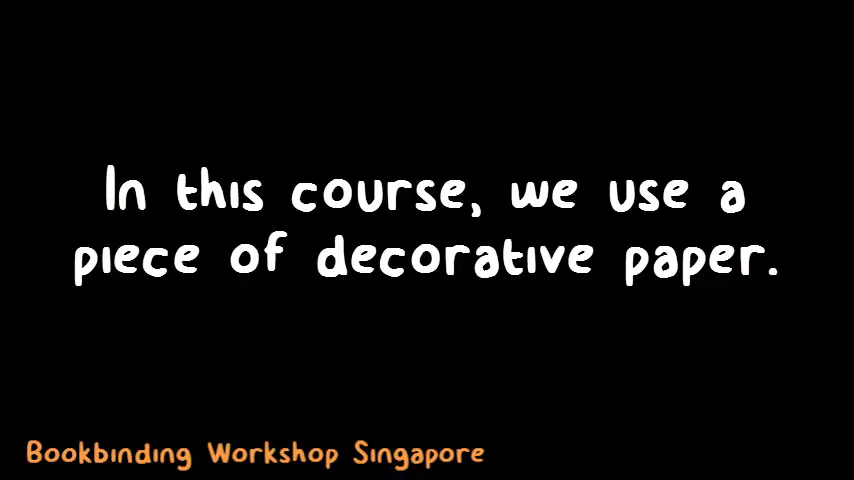 In this course, we use a
piece of decorative paper.
Bookbinding Workshop Singapore